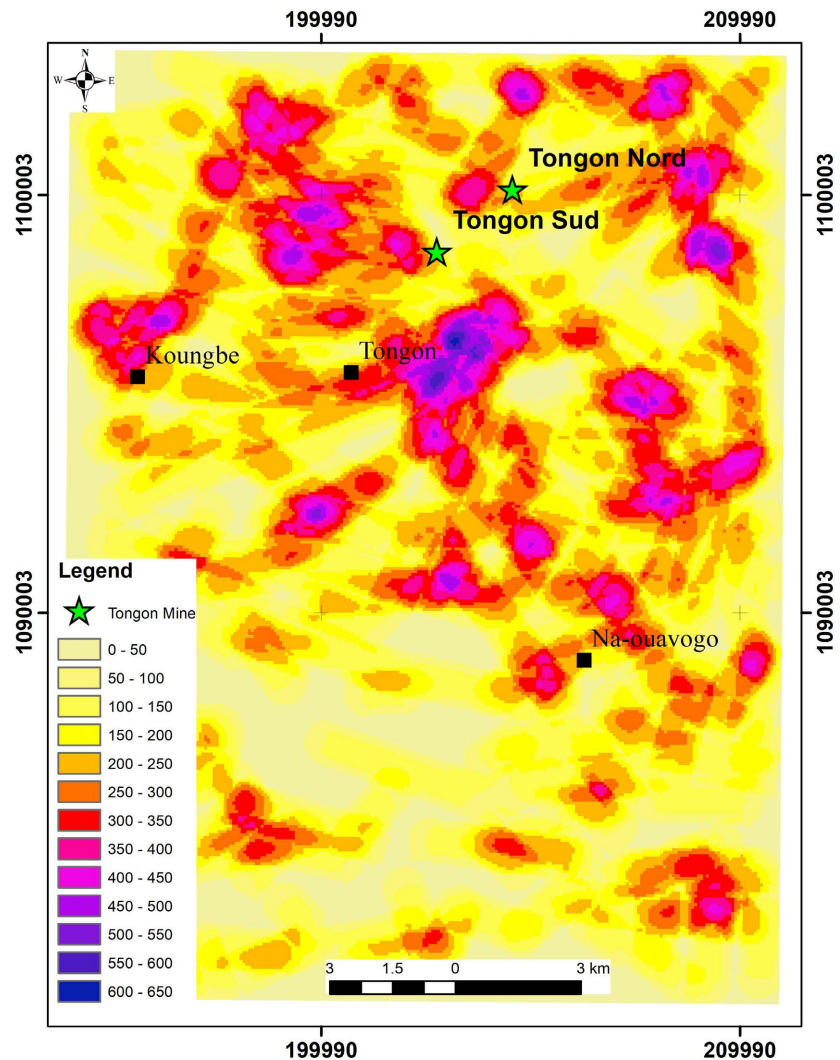 199990 209990
N
W E
S
Tongon Nord
1100003 1100003
Tongon Sud
Koungbe Tongon
Legend
Tongon Mine
1090003 1090003
Na-ouavogo
0 - 50
50 - 100
100 - 150
150 - 200
200 - 250
250 - 300
300 - 350
350 - 400
400 - 450
450 - 500
500 - 550
550 - 600
600 - 650
3 1.5 0 3 km
199990 209990